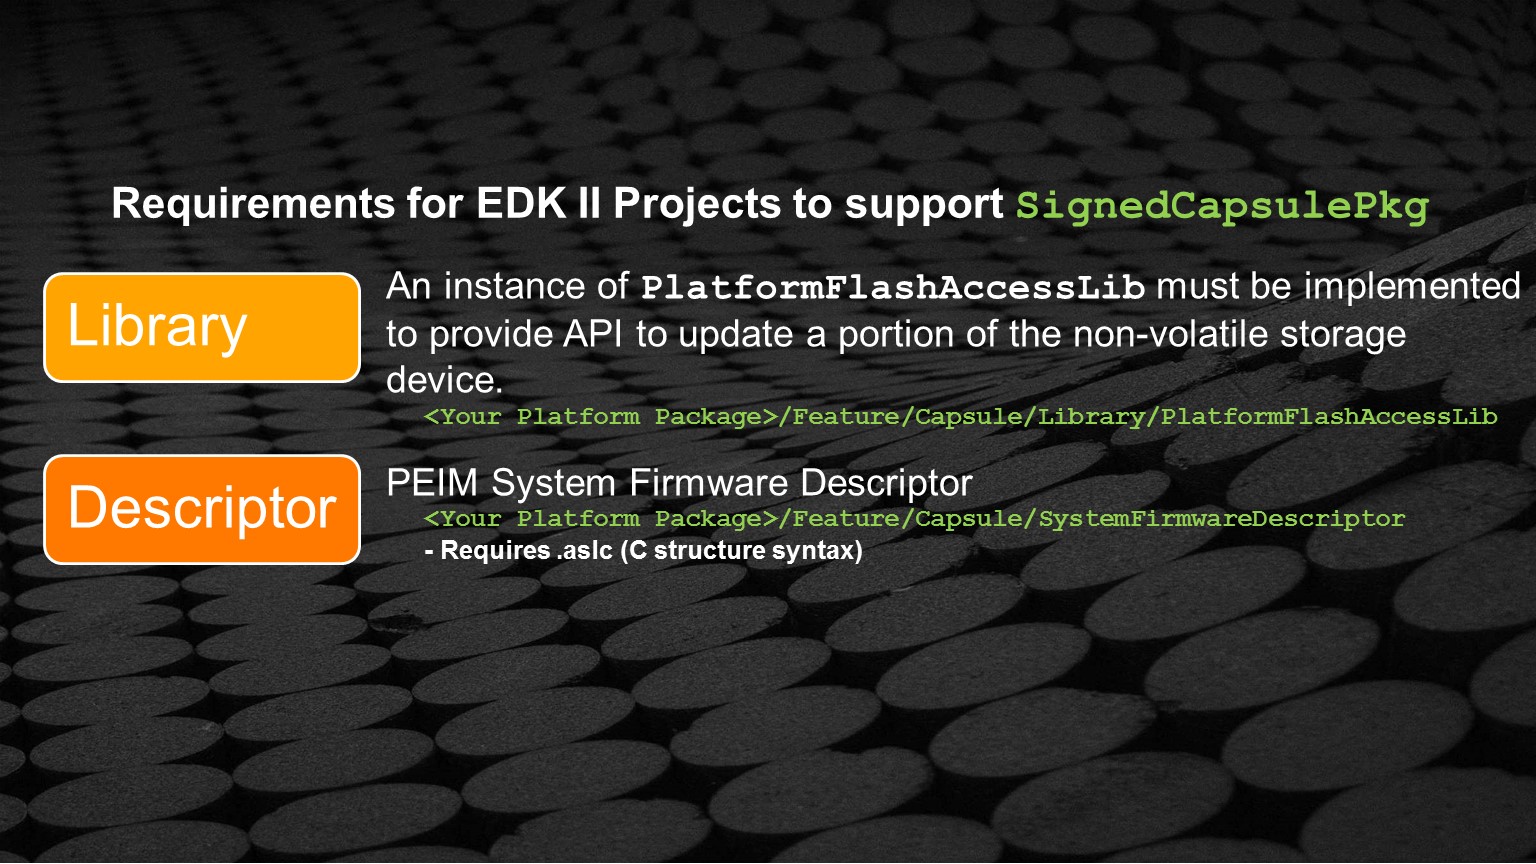 Requirements for EDK II Projects to support SignedCapsulePkg
Library
An instance of PlatformFlashAccessLib must be implemented
to provide API to update a portion of the non-volatile storage
device.
<Your Platform Package>/Feature/Capsule/Library/PlatformFlashAccessLib
Descriptor
PEIM System Firmware Descriptor
<Your Platform Package>/Feature/Capsule/SystemFirmwareDescriptor
- Requires .aslc (C structure syntax)